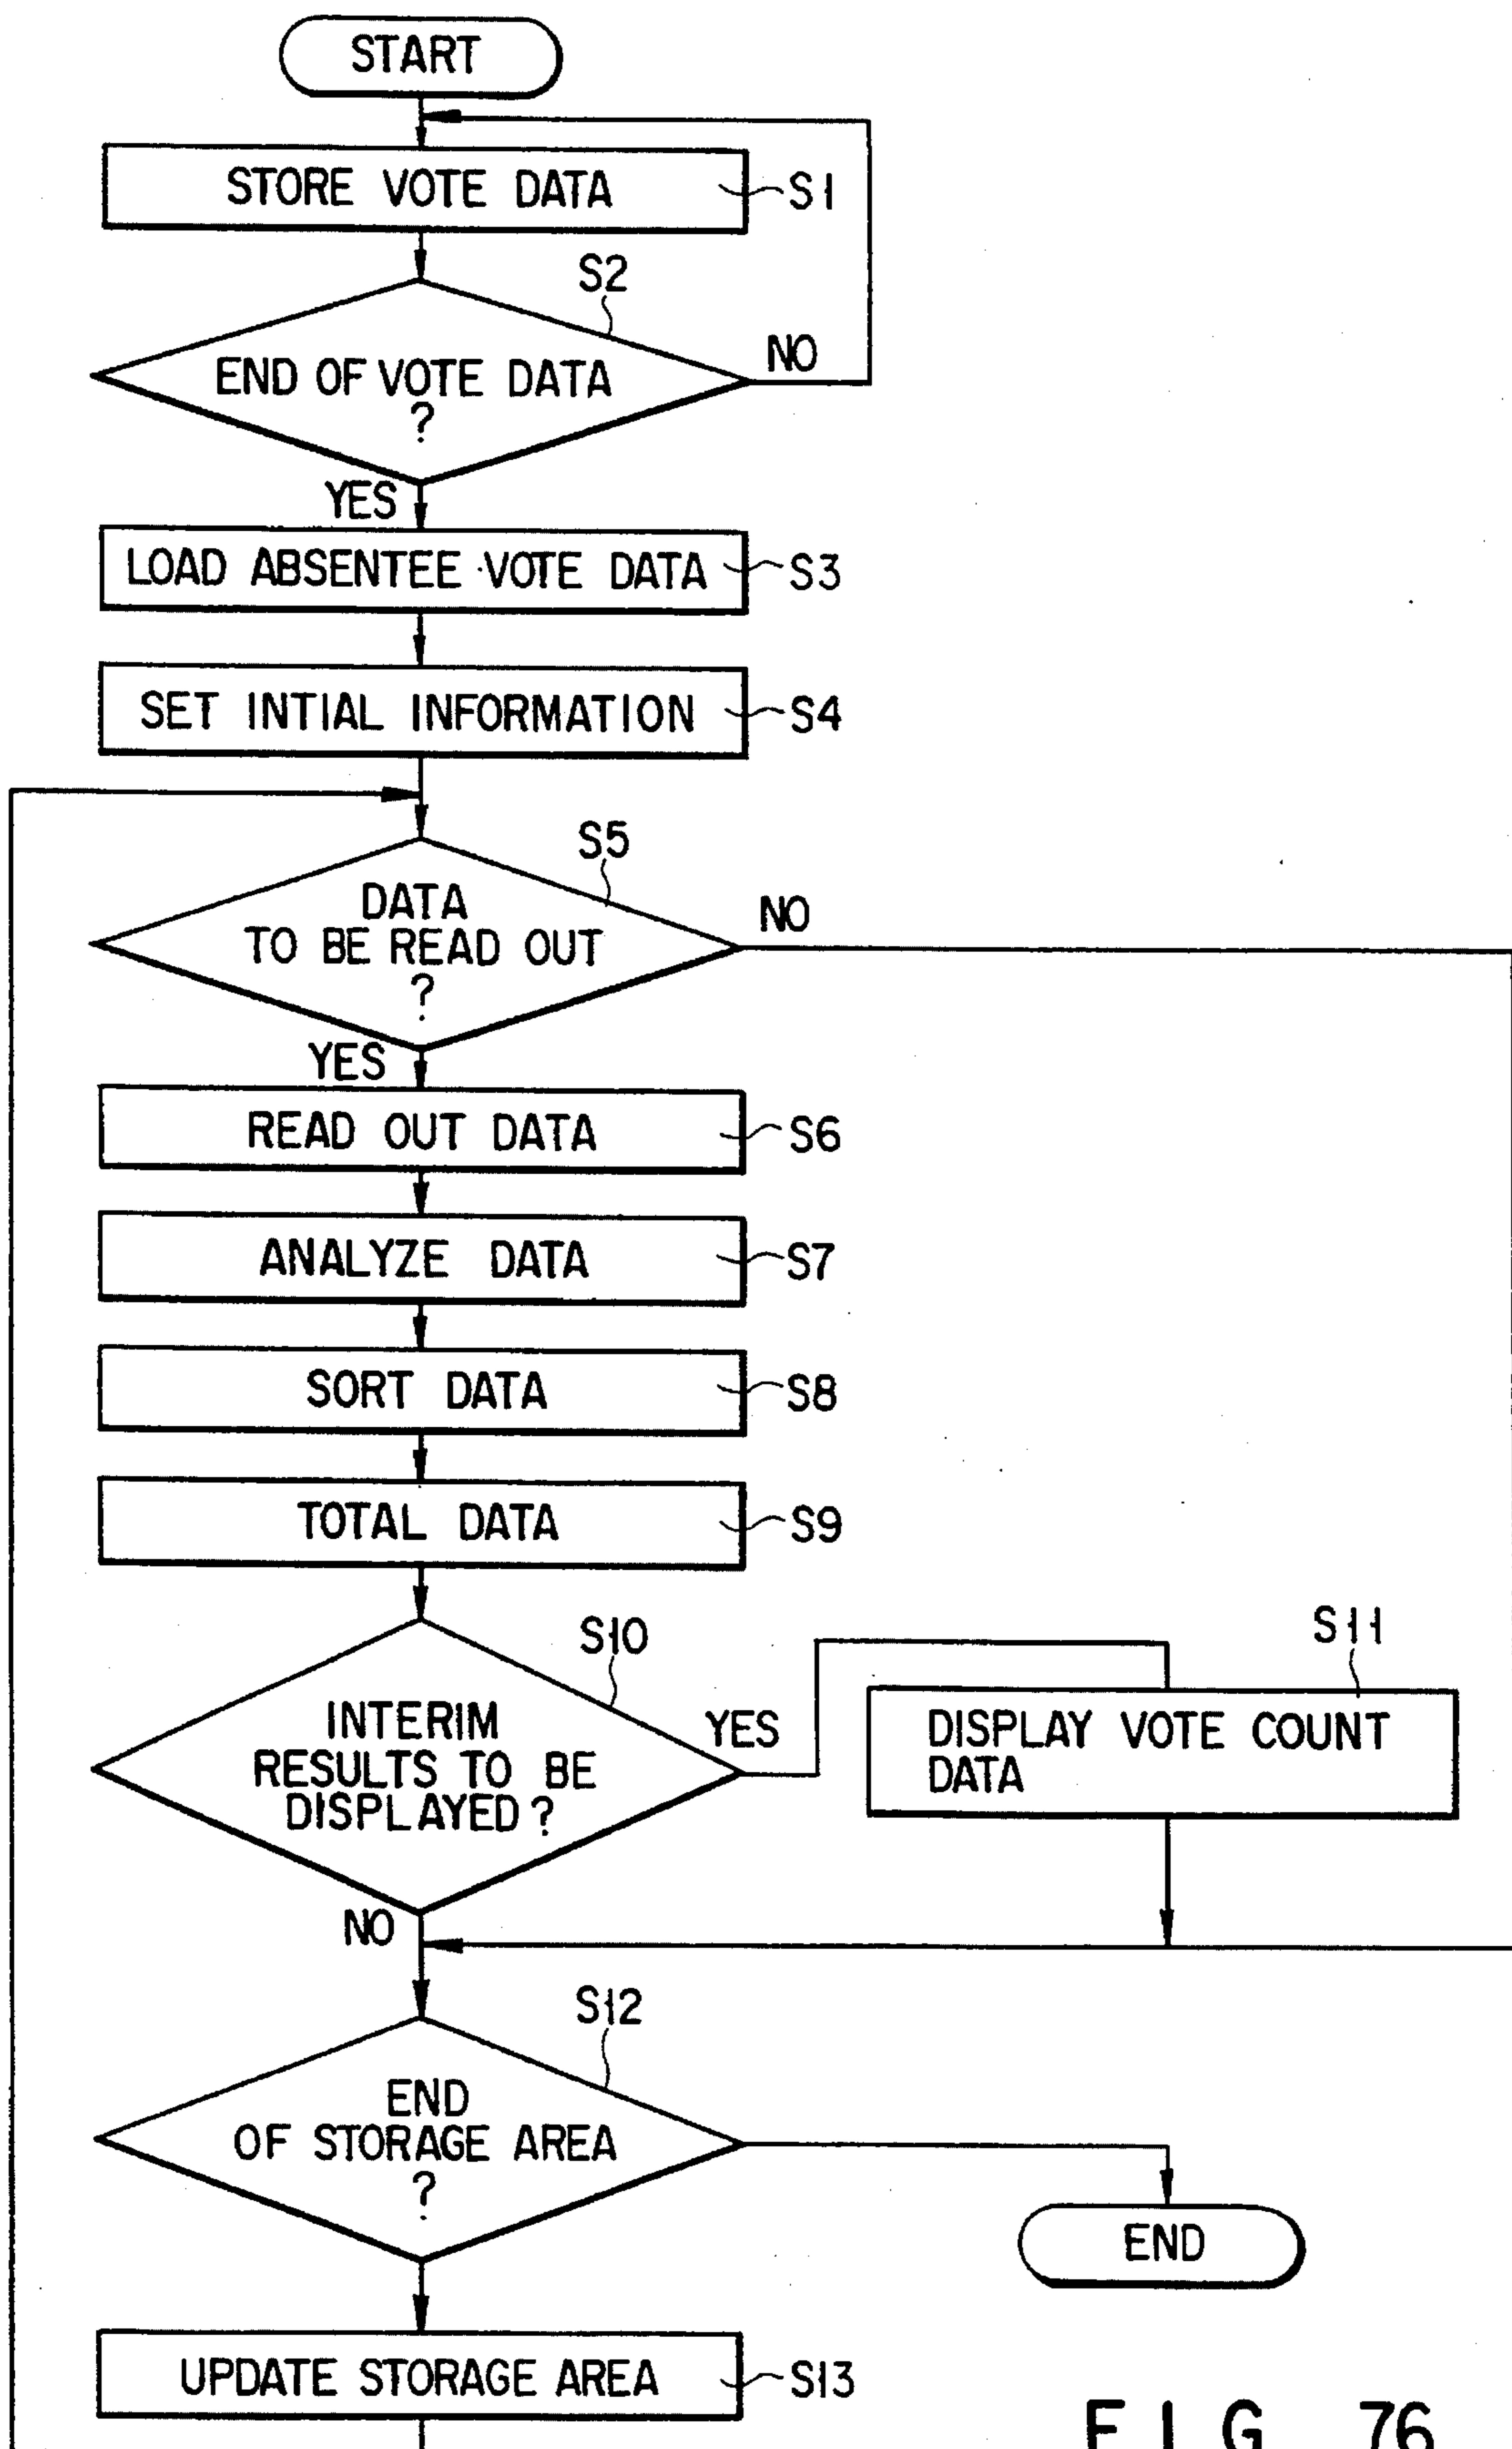 START
STORE VOTE DATA
S1
S2
END OF VOTE DATA
?
NO
YES
LOAD ABSENTEE VOTE DATA
S3
SET INTIAL INFORMATION
S4
S5
DATA
TO BE READ OUT
?
NO
YES
READ OUT DATA
S6
ANALYZE DATA
S7
SORT DATA
S8
TOTAL DATA
S9
S10
INTERIM
RESULTS TO BE
DISPLAYED?
YES
S11
DISPLAY VOTE COUNT
DATA
NO
S12
END
OF STORAGE AREA
?
END
UPDATE STORAGE AREA
S13
FIG 76